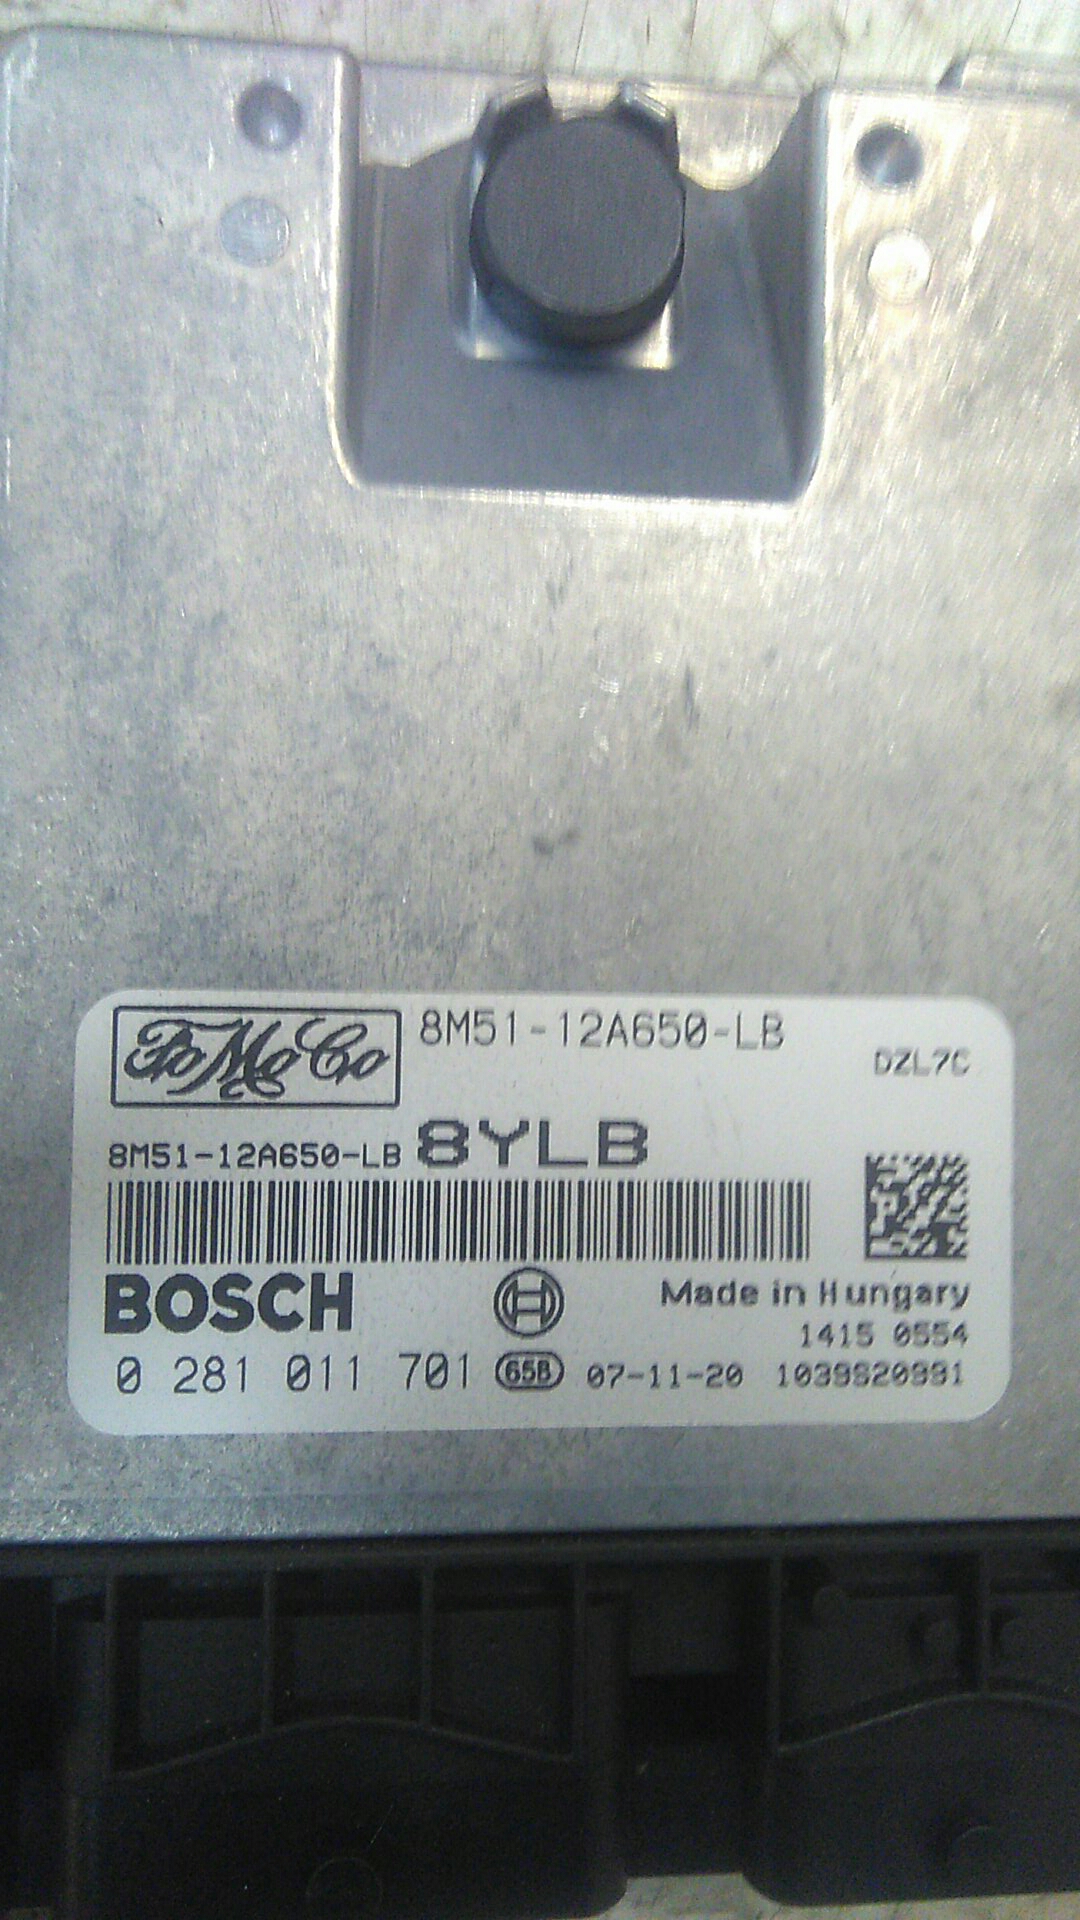 FoMoCo 8M51-12A650-LB
DZL7C
8M51-12A650-LB 8YLB
BOSCH Made in Hungary
1415 0554
0 281 011 701 65B 07-11-20 1039S20991